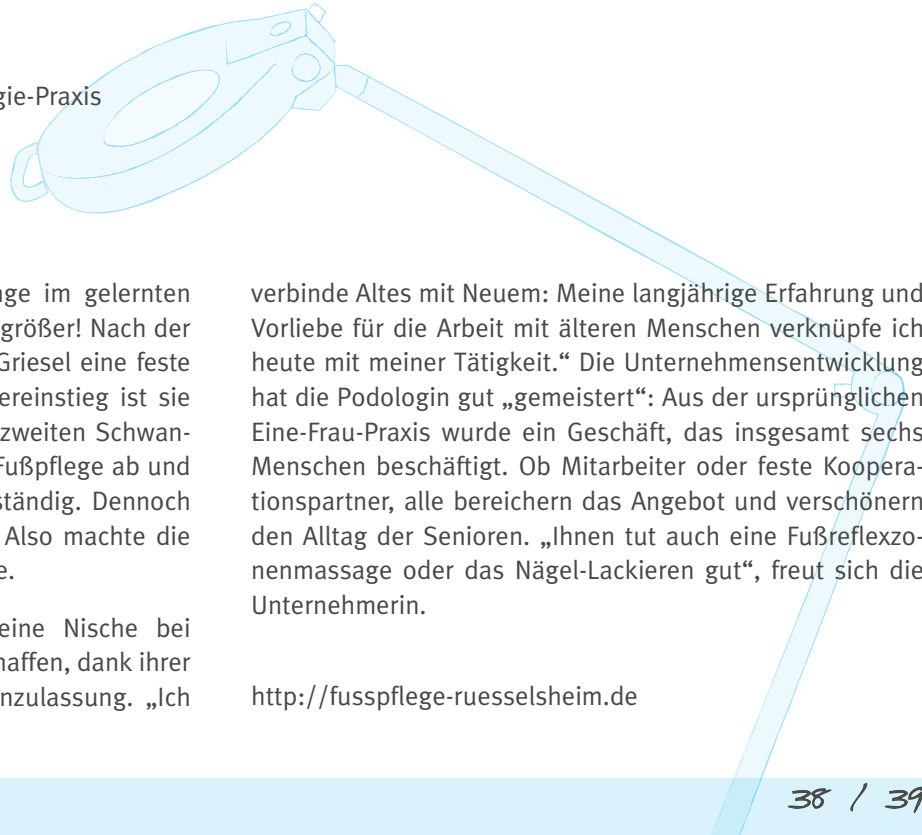 gie-Praxis
nge im gelernten
größer! Nach der
Griesel eine feste
ereinstieg ist sie
zweiten Schwan-
Fußpflege ab und
ständig. Dennoch
Also machte die
e.
eine Nische bei
haffen, dank ihrer
nzulassung. „Ich
verbinde Altes mit Neuem: Meine langjährige Erfahrung und
Vorliebe für die Arbeit mit älteren Menschen verknüpfe ich
heute mit meiner Tätigkeit.“ Die Unternehmensentwicklung
hat die Podologin gut „gemeistert“: Aus der ursprünglichen
Eine-Frau-Praxis wurde ein Geschäft, das insgesamt sechs
Menschen beschäftigt. Ob Mitarbeiter oder feste Koopera-
tionspartner, alle bereichern das Angebot und verschönern
den Alltag der Senioren. „Ihnen tut auch eine Fußreflexzo-
nenmassage oder das Nägel-Lackieren gut“, freut sich die
Unternehmerin.
http://fusspflege-ruesselsheim.de
38 / 39